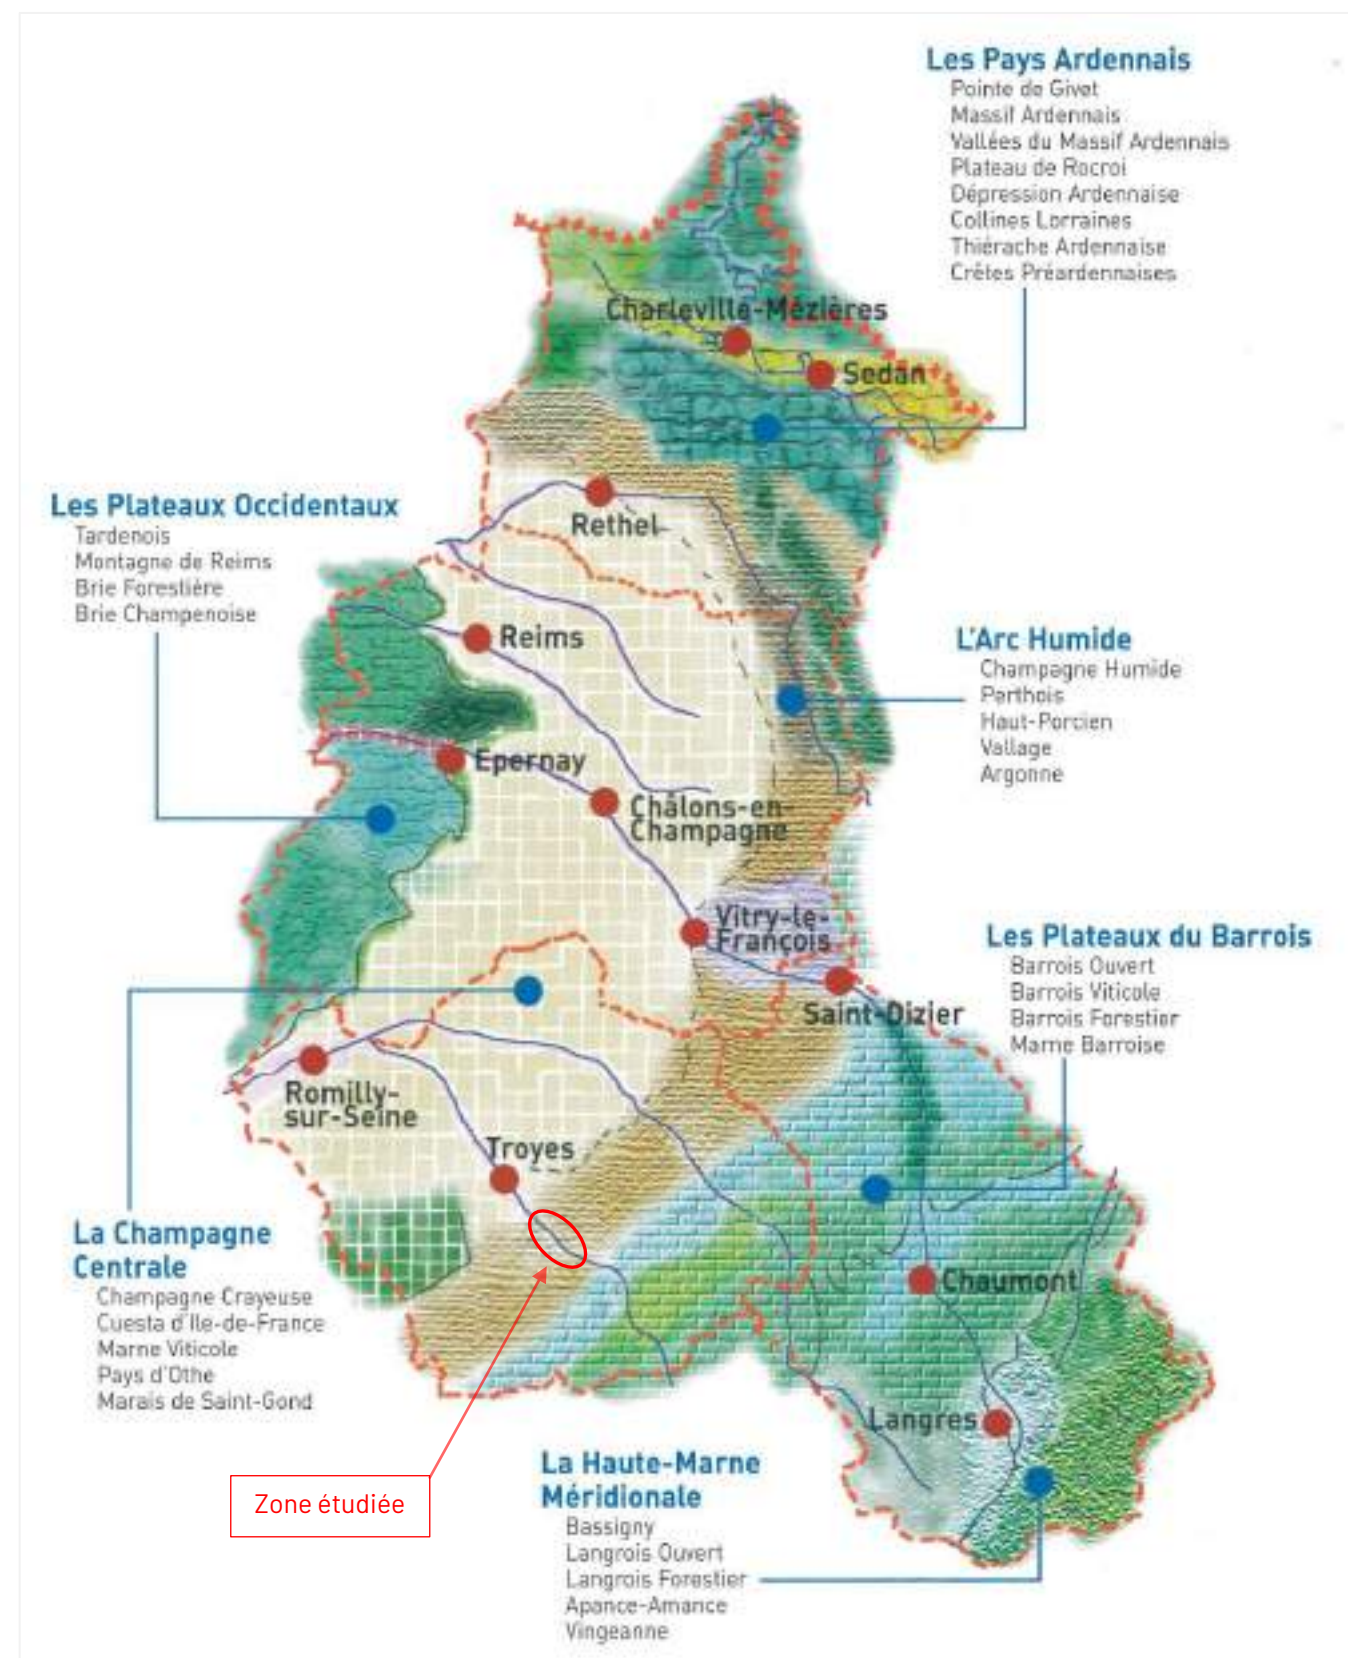 Les Pays Ardennais
Pointe de Givet
Massif Ardennais
Vallées du Massif Ardennais
Plateau de Rocroi
Dépression Ardennaise
Collines Lorraines
Thiérache Ardennaise
Crêtes Préardennaises
Charleville-Mézières
Sedan
Les Plateaux Occidentaux
Tardenois
Montagne de Reims
Brie Forestière
Brie Champenoise
Rethel
Reims
L'Arc Humide
Champagne Humide
Perthois
Haut-Porcien
Vallage
Argonne
Epernay
Châlons-en-
Champagne
Vitry-le-
François
Les Plateaux du Barrois
Barrois Ouvert
Barrois Viticole
Barrois Forestier
Marne Barroise
Saint-Dizier
Romilly-
sur-Seine
Troyes
La Champagne
Centrale
Champagne Crayeuse
Cuesta d'Ile-de-France
Marne Viticole
Pays d'Othe
Marais de Saint-Gond
Chaumont
Langres
Zone étudiée
La Haute-Marne
Méridionale
Bassigny
Langrois Ouvert
Langrois Forestier
Apance-Amance
Vingeanne